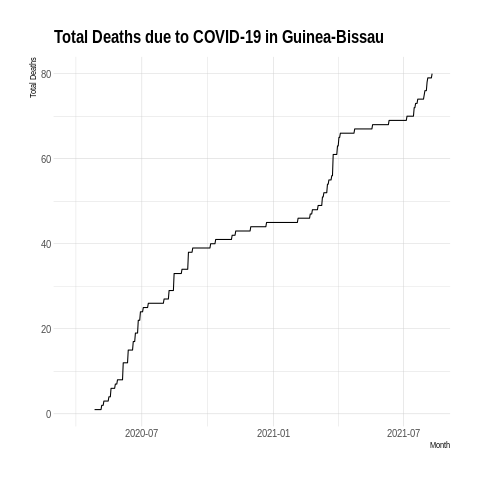 Total Deaths due to COVID-19 in Guinea-Bissau
Total Deaths
80
60
40
20
0
2020-07
2021-01
2021-07
Month